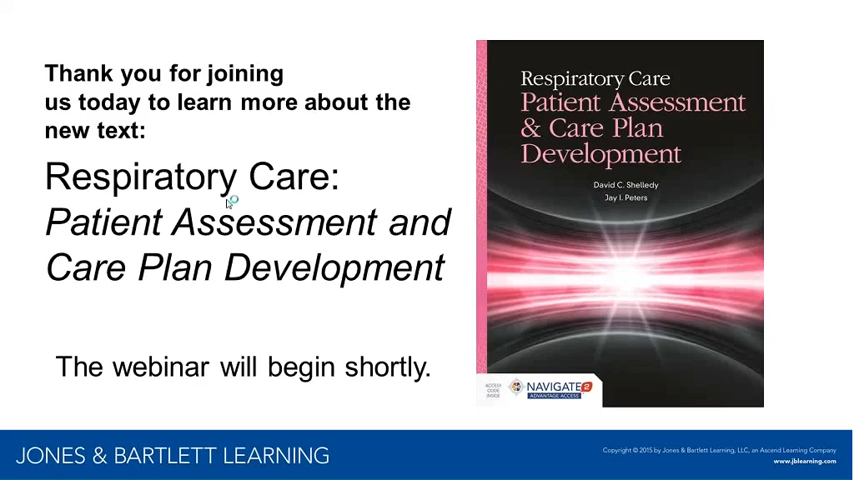 Thank you for joining
us today to learn more about the
new text:
Respiratory Care:
Patient Assessment and
Care Plan Development
The webinar will begin shortly.
Respiratory Care
Patient Assessment
& Care Plan
Development
David C. Shelledy
Jay I. Peters
ACCESS
CODE
INSIDE
NAVIGATE 2
ADVANTAGE ACCESS
JONES & BARTLETT LEARNING
Copyright © 2015 by Jones & Bartlett Learning, LLC, an Ascend Learning Company
www.jblearning.com